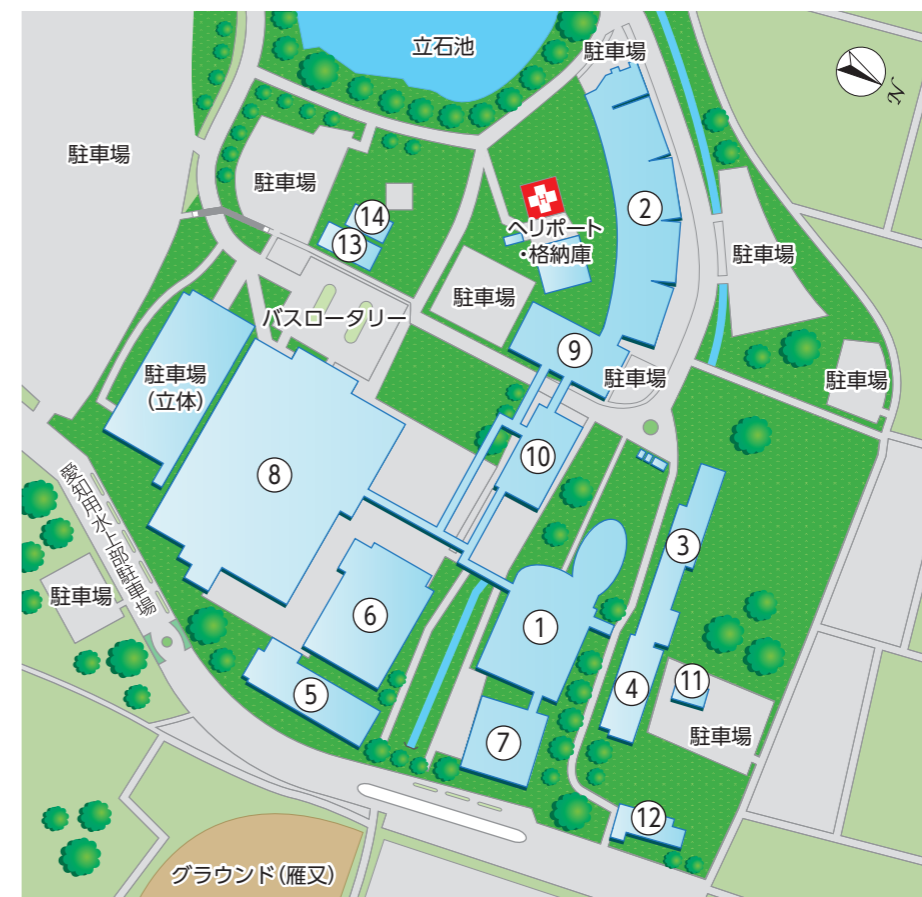 立石池
駐車場
N
駐車場
駐車場
⑭
⑬
H
ヘリポート
・格納庫
②
駐車場
駐車場
バスロータリー
⑨
駐車場
駐車場
駐車場
(立体)
⑧
⑩
愛知用水上部駐車場
③
駐車場
⑥
①
⑤
④
⑪
駐車場
⑦
⑫
グラウンド(雁又)